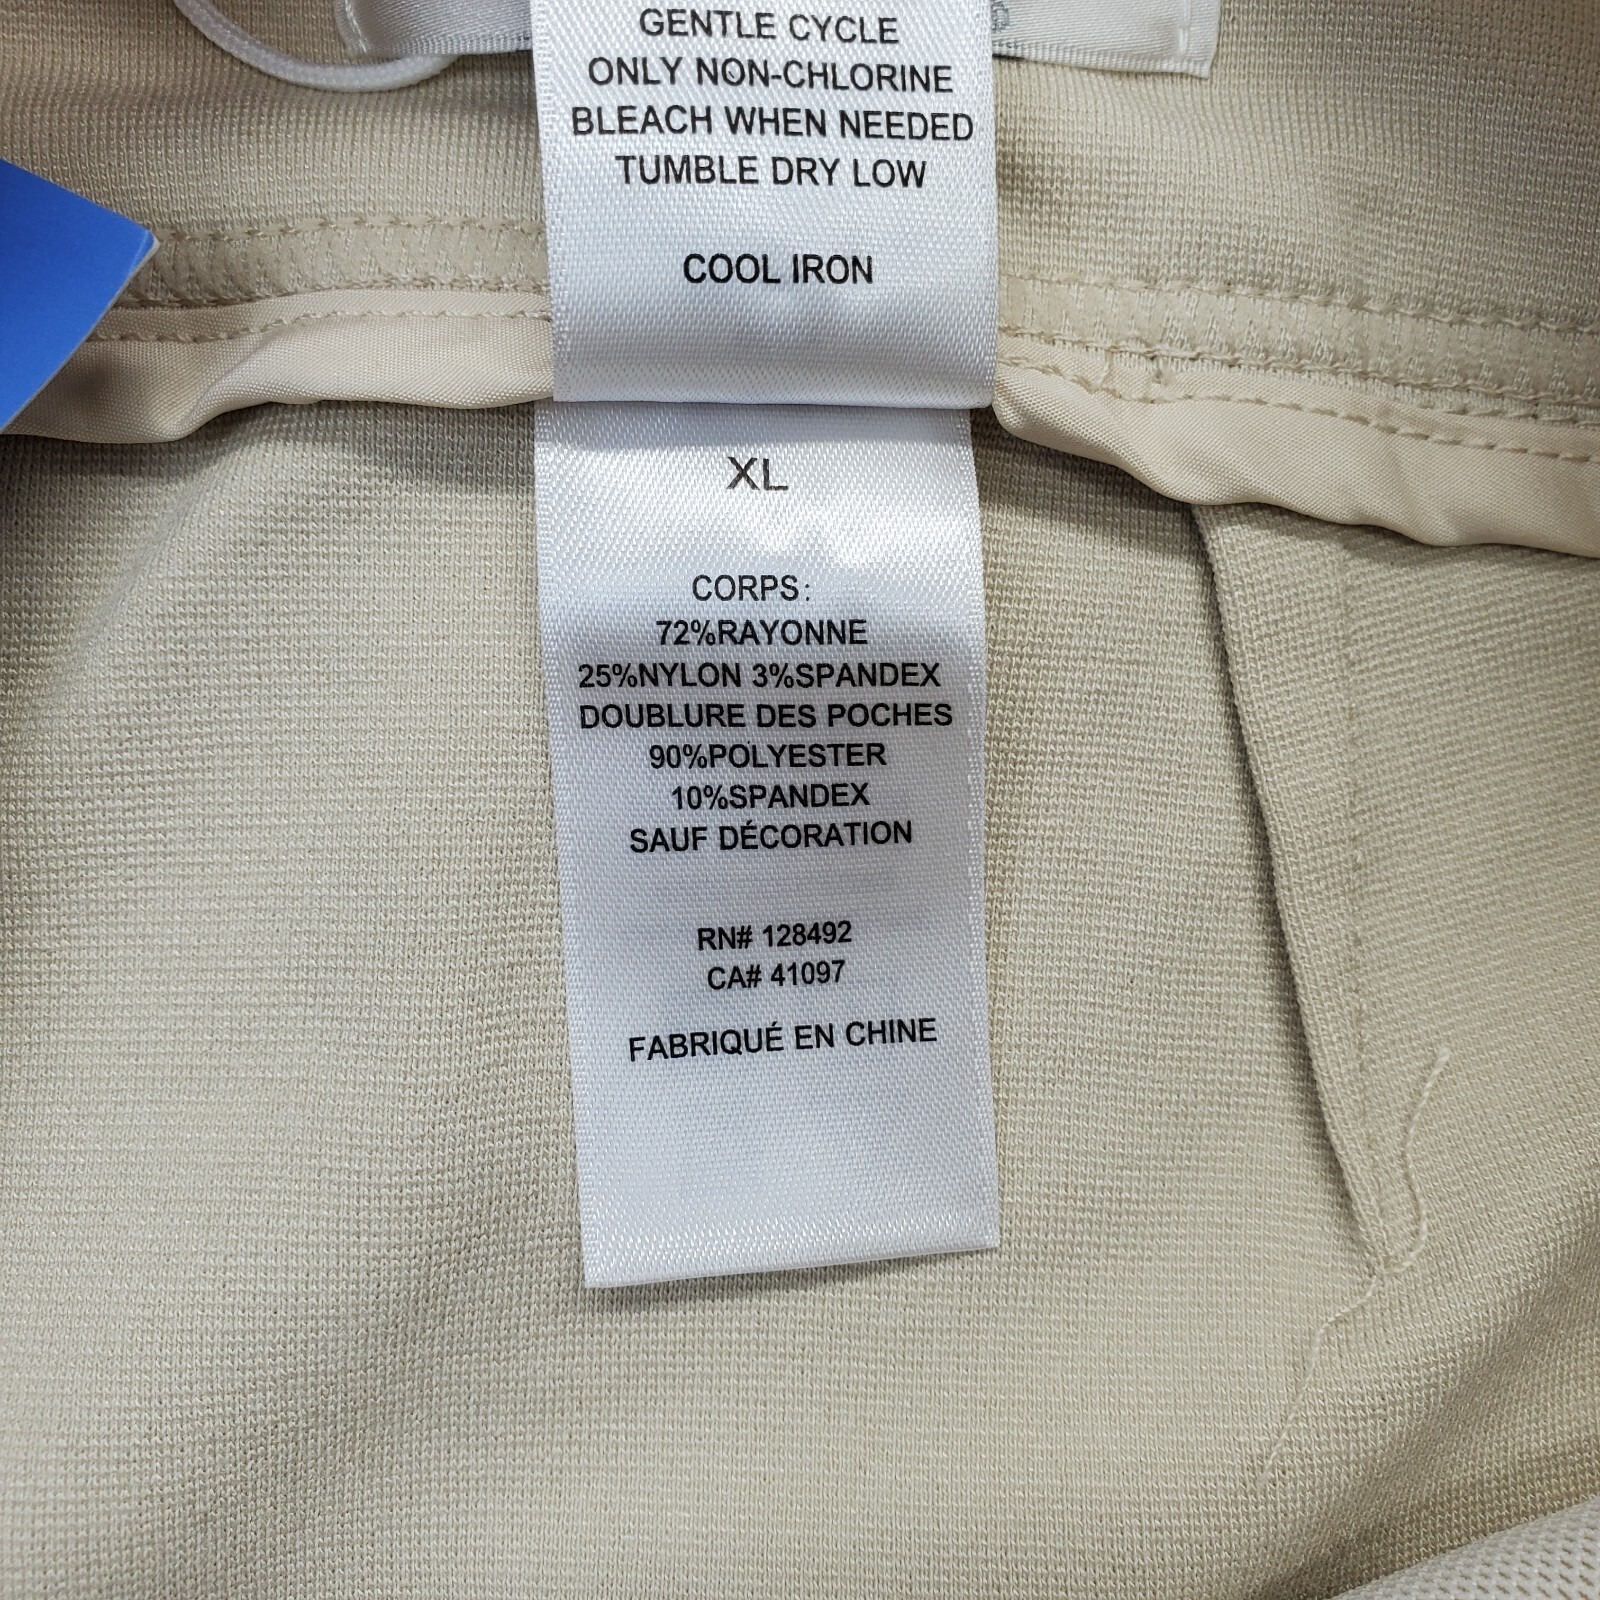 GENTLE CYCLE
ONLY NON-CHLORINE
BLEACH WHEN NEEDED
TUMBLE DRY LOW
COOL IRON
XL
CORPS:
72%RAYONNE
25%NYLON 3%SPANDEX
DOUBLURE DES POCHES
90%POLYESTER
10%SPANDEX
SAUF DÉCORATION
RN# 128492
CA# 41097
FABRIQUÉ EN CHINE